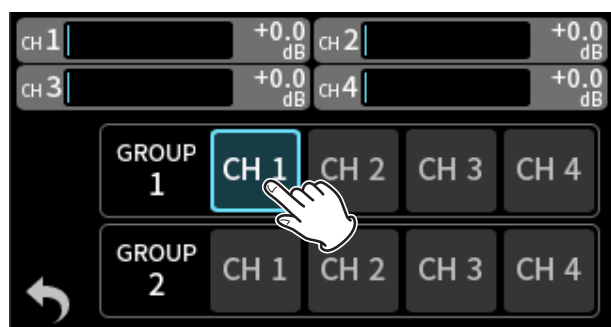 CH 1 +0.0 dB CH 2 +0.0 dB
CH 3 +0.0 dB CH 4 +0.0 dB
GROUP 1 CH 1 CH 2 CH 3 CH 4
GROUP 2 CH 1 CH 2 CH 3 CH 4